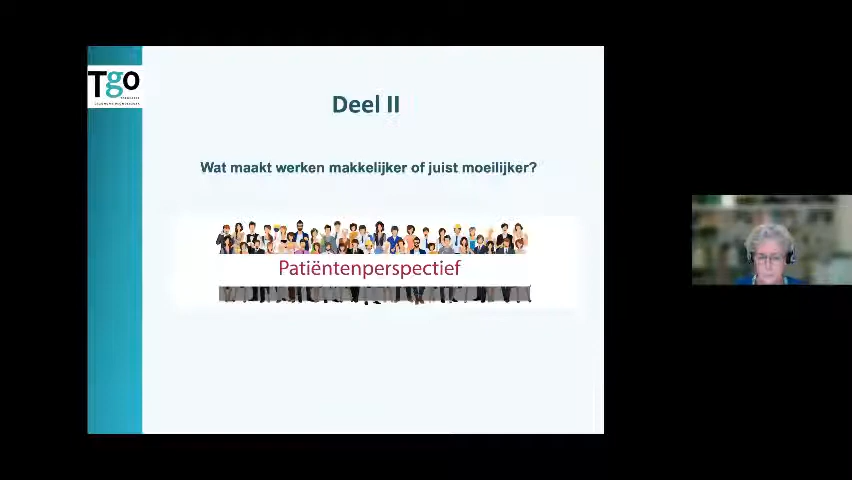 Tgo
Deel II
Wat maakt werken makkelijker of juist moeilijker?
Patiëntenperspectief